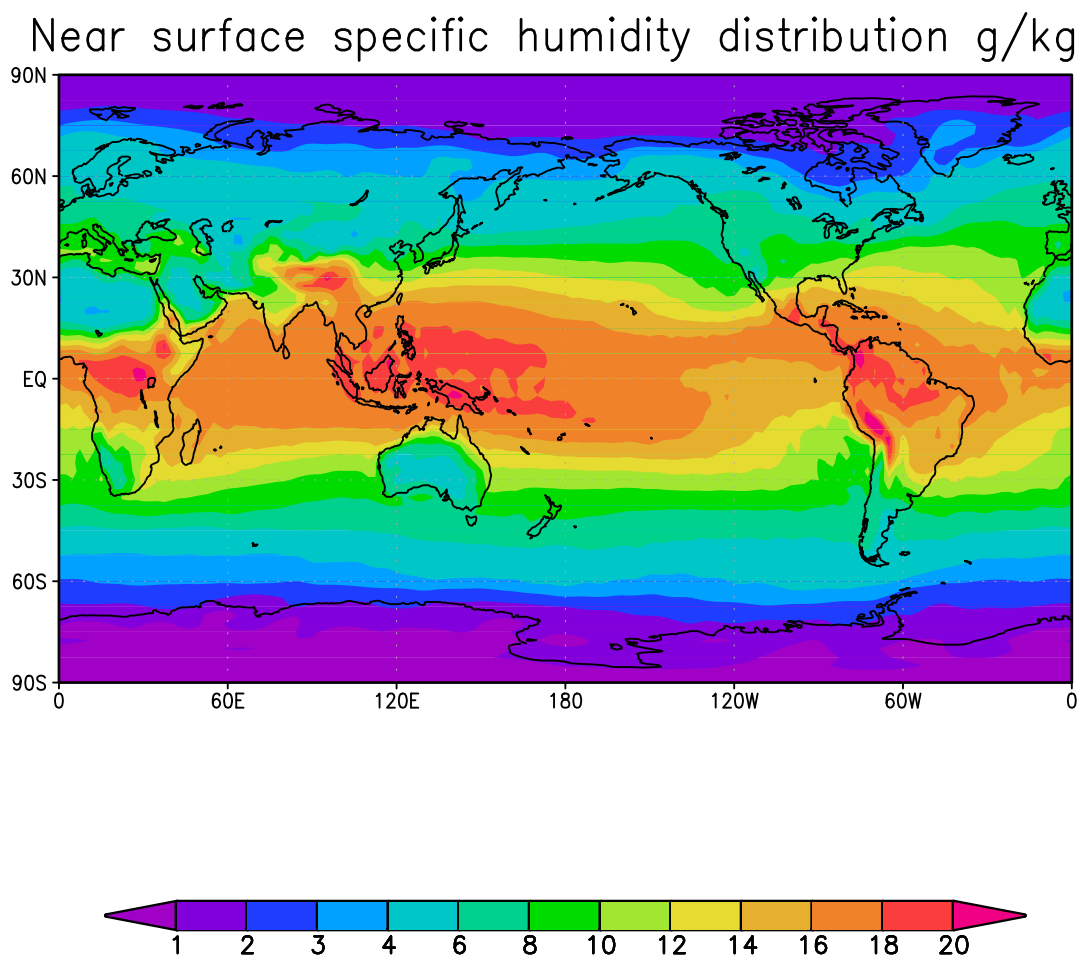 Near surface specific humidity distribution g/kg
90N
60N
30N
EQ
30S
60S
90S
0 60E 120E 180 120W 60W 0
1 2 3 4 6 8 10 12 14 16 18 20